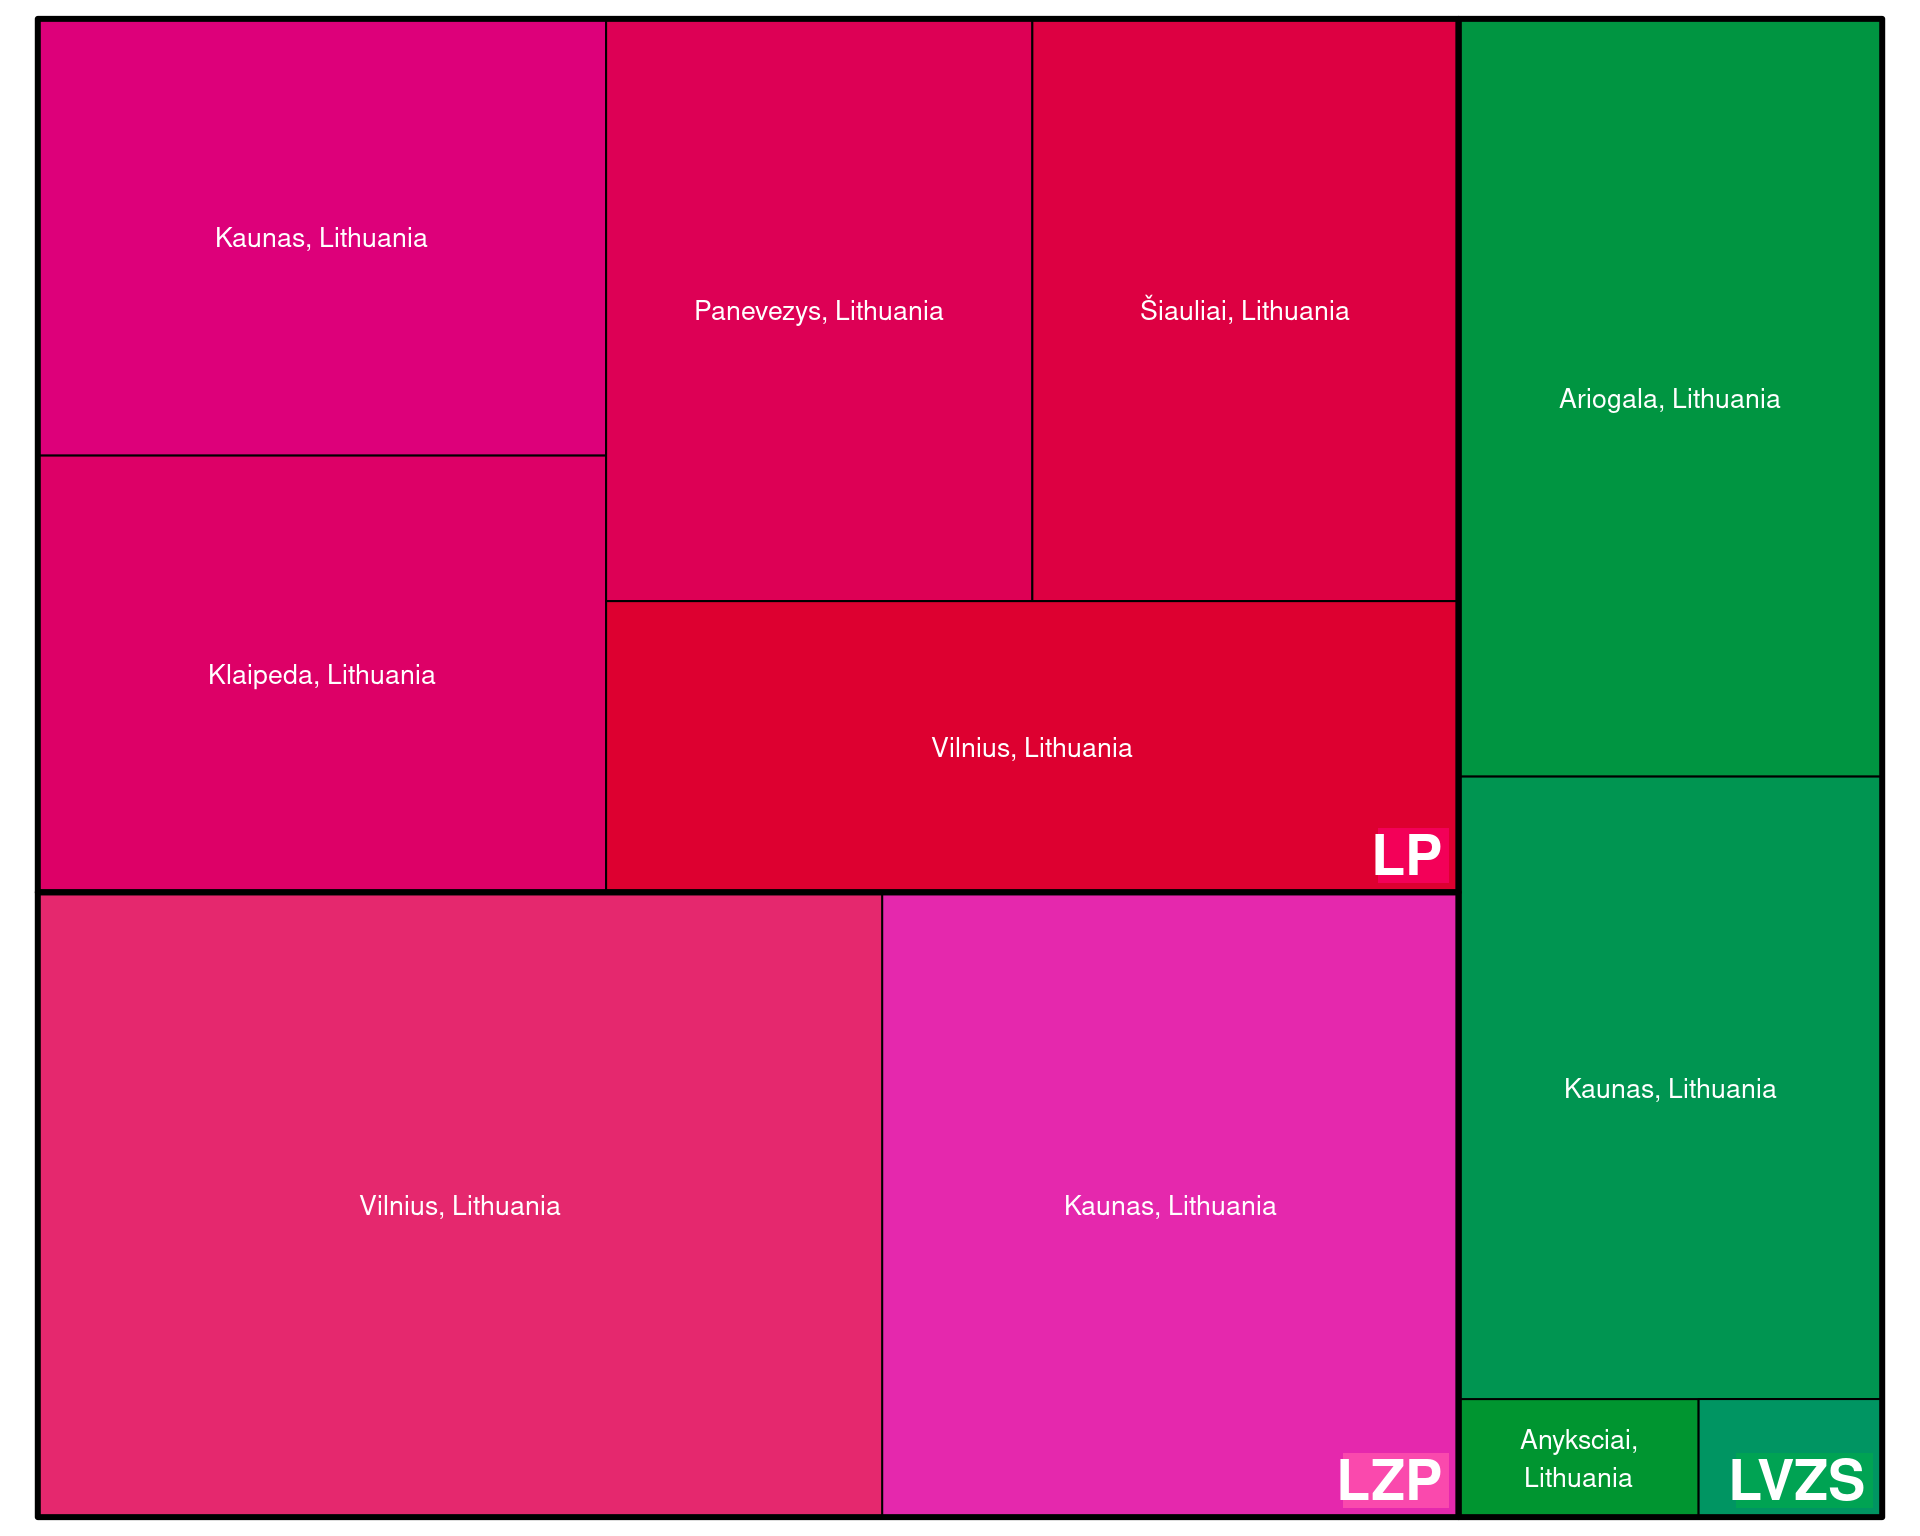 Kaunas, Lithuania
Panevezys, Lithuania
Šiauliai, Lithuania
Ariogala, Lithuania
Klaipeda, Lithuania
Vilnius, Lithuania
LP
Kaunas, Lithuania
Vilnius, Lithuania
Kaunas, Lithuania
LZP
Anyksciai,
Lithuania
LVZS